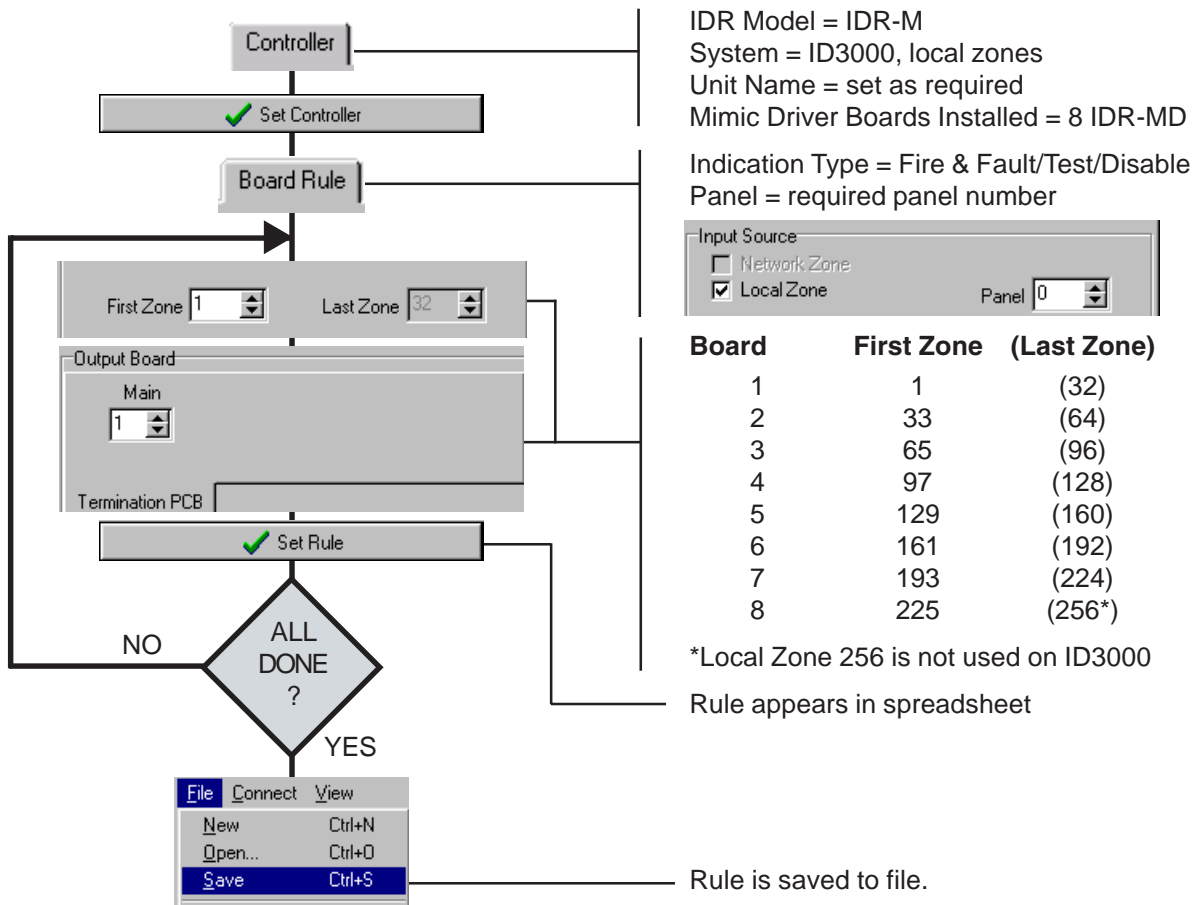 Controller
IDR Model = IDR-M
System = ID3000, local zones
Unit Name = set as required
Mimic Driver Boards Installed = 8 IDR-MD
Set Controller
Board Rule
Indication Type = Fire & Fault/Test/Disable
Panel = required panel number
Input Source
Network Zone
Local Zone Panel 0
First Zone 1 Last Zone 32
Output Board
Main
1
Termination PCB
Board First Zone (Last Zone)
1 1 (32)
2 33 (64)
3 65 (96)
4 97 (128)
5 129 (160)
6 161 (192)
7 193 (224)
8 225 (256*)
*Local Zone 256 is not used on ID3000
Set Rule
Rule appears in spreadsheet
ALL
DONE
?
NO
YES
File Connect View
New Ctrl+N
Open... Ctrl+O
Save Ctrl+S
Rule is saved to file.